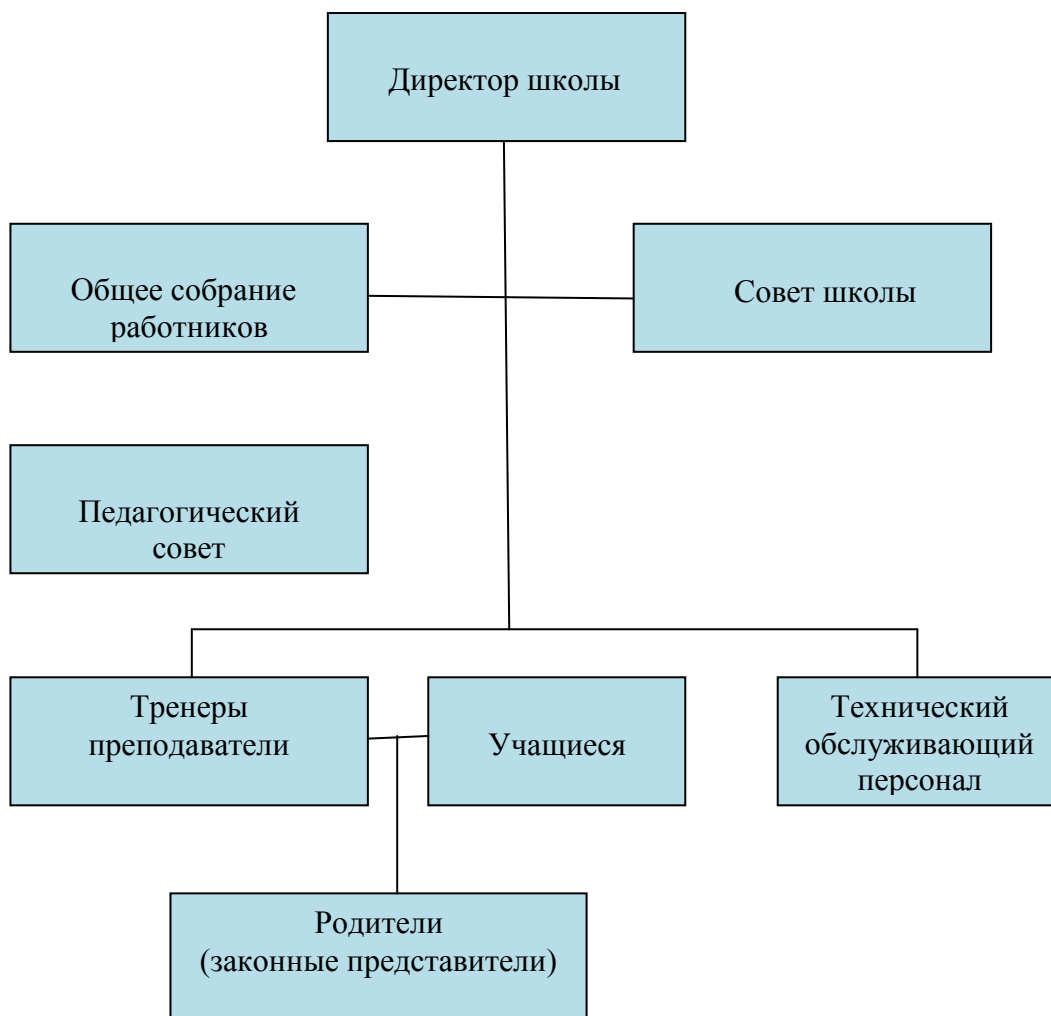 Директор школы
Общее собрание
работников
Совет школы
Педагогический
совет
Тренеры
преподаватели
Учащиеся
Технический
обслуживающий
персонал
Родители
(законные представители)